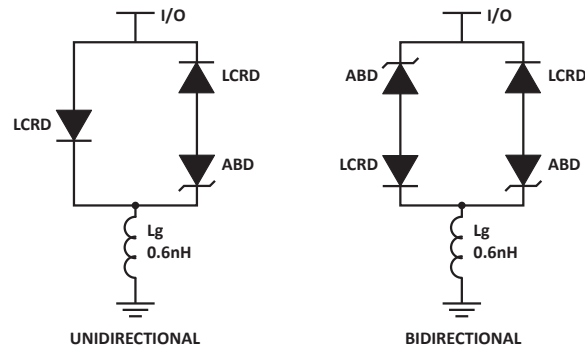 I/O
LCRD
LCRD
ABD
Lg
0.6nH
UNIDIRECTIONAL
I/O
ABD
LCRD
LCRD
ABD
Lg
0.6nH
BIDIRECTIONAL